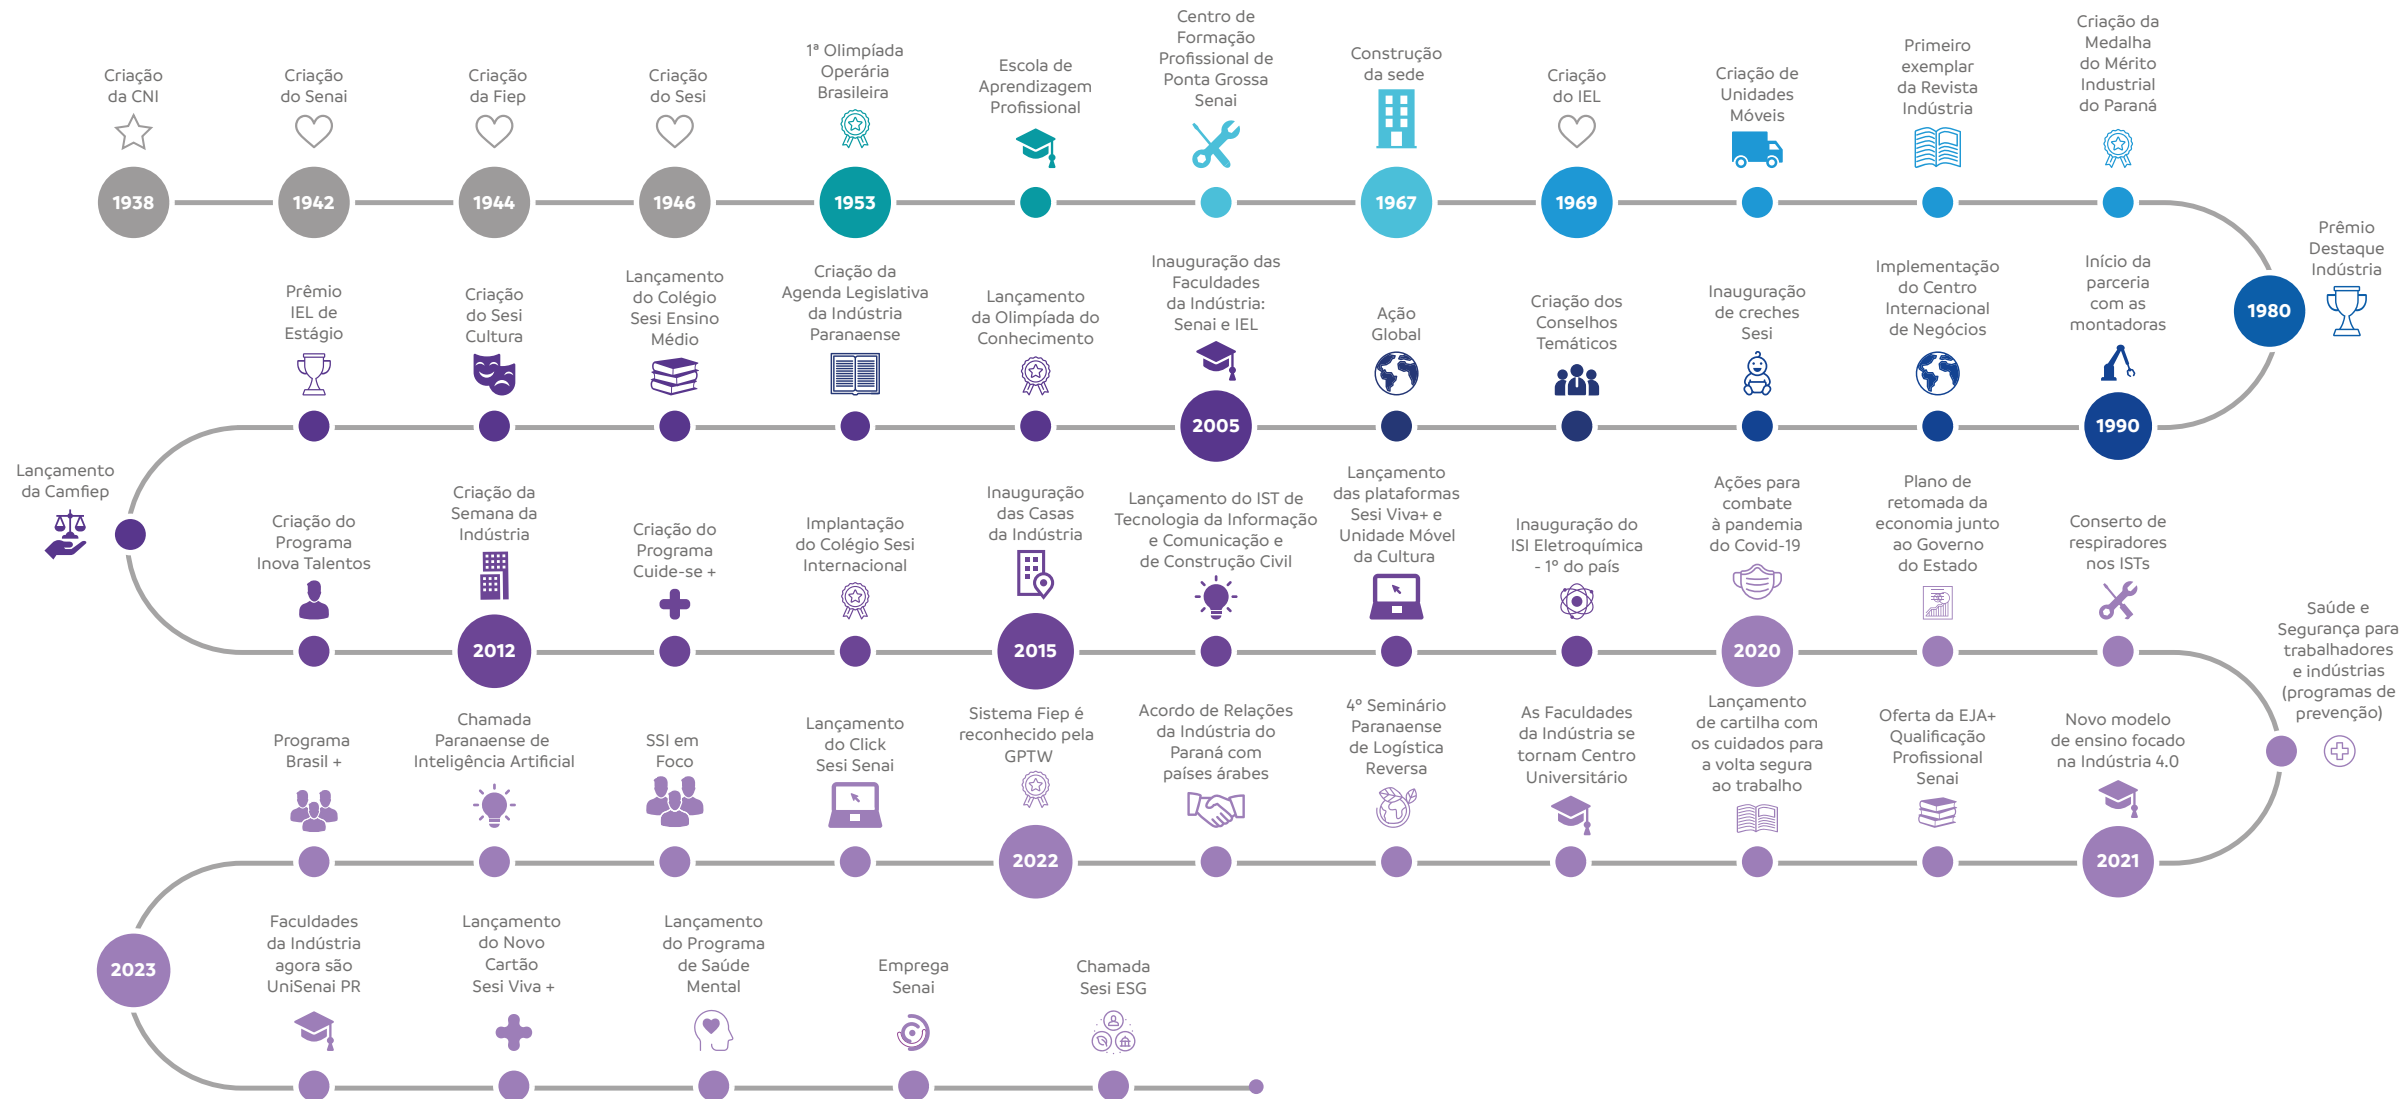 Criação
da CNI
1938
Criação
do Senai
1942
Criação
da Fiep
1944
Criação
do Sesi
1946
1ª Olimpíada
Operária
Brasileira
1953
Escola de
Aprendizagem
Profissional
Centro de
Formação
Profissional de
Ponta Grossa
Senai
Construção
da sede
1967
Criação
do IEL
1969
Criação de
Unidades
Móveis
Primeiro
exemplar
da Revista
Indústria
Criação da
Medalha
do Mérito
Industrial
do Paraná
Prêmio
Destaque
Indústria
1980
Início da
parceria
com as
montadoras
1990
Implementação
do Centro
Internacional
de Negócios
Inauguração
de creches
Sesi
Criação dos
Conselhos
Temáticos
Ação
Global
Inauguração das
Faculdades
da Indústria:
Senai e IEL
2005
Lançamento
da Olimpíada do
Conhecimento
Criação da
Agenda Legislativa
da Indústria
Paranaense
Lançamento
do Colégio
Sesi Ensino
Médio
Criação
do Sesi
Cultura
Prêmio
IEL de
Estágio
Lançamento
da Camfiep
Criação do
Programa
Inova Talentos
Criação da
Semana da
Indústria
2012
Criação do
Programa
Cuide-se +
Implantação
do Colégio Sesi
Internacional
Inauguração
das Casas
da Indústria
2015
Lançamento do IST de
Tecnologia da Informação
e Comunicação e
de Construção Civil
Lançamento
das plataformas
Sesi Viva+ e
Unidade Móvel
da Cultura
Inauguração do
ISI Eletroquímica
- 1º do país
Ações para
combate
à pandemia
do Covid-19
2020
Plano de
retomada da
economia junto
ao Governo
do Estado
Conserto de
respiradores
nos ISTs
Saúde e
Segurança para
trabalhadores
e indústrias
(programas de
prevenção)
Novo modelo
de ensino focado
na Indústria 4.0
2021
Oferta da EJA+
Qualificação
Profissional
Senai
Lançamento
de cartilha com
os cuidados para
a volta segura
ao trabalho
As Faculdades
da Indústria se
tornam Centro
Universitário
4º Seminário
Paranaense
de Logística
Reversa
Acordo de Relações
da Indústria do
Paraná com
países árabes
Sistema Fiep é
reconhecido pela
GPTW
2022
Lançamento
do Click
Sesi Senai
SSI em
Foco
Chamada
Paranaense de
Inteligência Artificial
Programa
Brasil +
2023
Faculdades
da Indústria
agora são
UniSenai PR
Lançamento
do Novo
Cartão
Sesi Viva +
Lançamento
do Programa
de Saúde
Mental
Emprega
Senai
Chamada
Sesi ESG